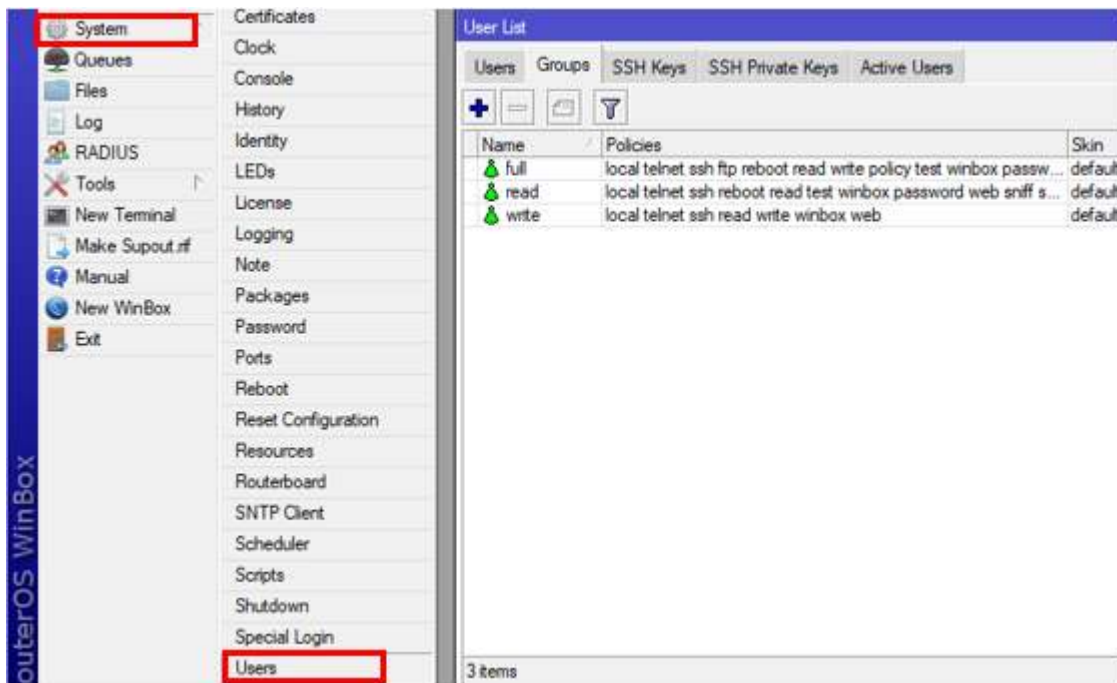 System
Queues
Files
Log
RADIUS
Tools
New Terminal
Make Supout.rif
Manual
New WinBox
Exit
outerOS WinBox
Certificates
Clock
Console
History
Identity
LEDs
License
Logging
Note
Packages
Password
Ports
Reboot
Reset Configuration
Resources
Routerboard
SNTP Client
Scheduler
Scripts
Shutdown
Special Login
Users
User List
Users Groups SSH Keys SSH Private Keys Active Users
Name Policies Skin
full local telnet ssh ftp reboot read write policy test winbox passw... default
read local telnet ssh reboot read test winbox password web sniff s... default
write local telnet ssh read write winbox web default
3 items